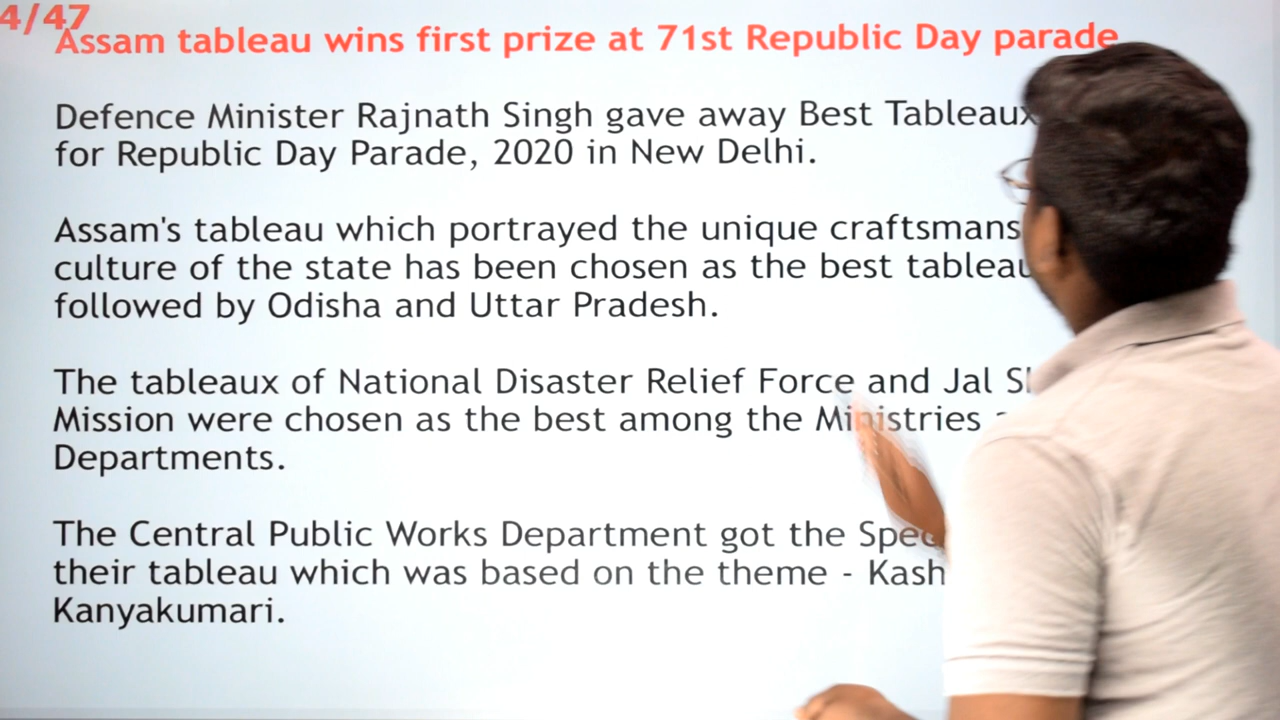 4/47
Assam tableau wins first prize at 71st Republic Day parade
Defence Minister Rajnath Singh gave away Best Tableaux
for Republic Day Parade, 2020 in New Delhi.
Assam's tableau which portrayed the unique
culture of the state has been chosen as the best
followed by Odisha and Uttar Pradesh.
The tableaux of National Disaster Relief Force and Jal
Mission were chosen as the best among the Ministries
Departments.
The Central Public Works Department got the
their tableau which was based on the theme -
Kanyakumari.